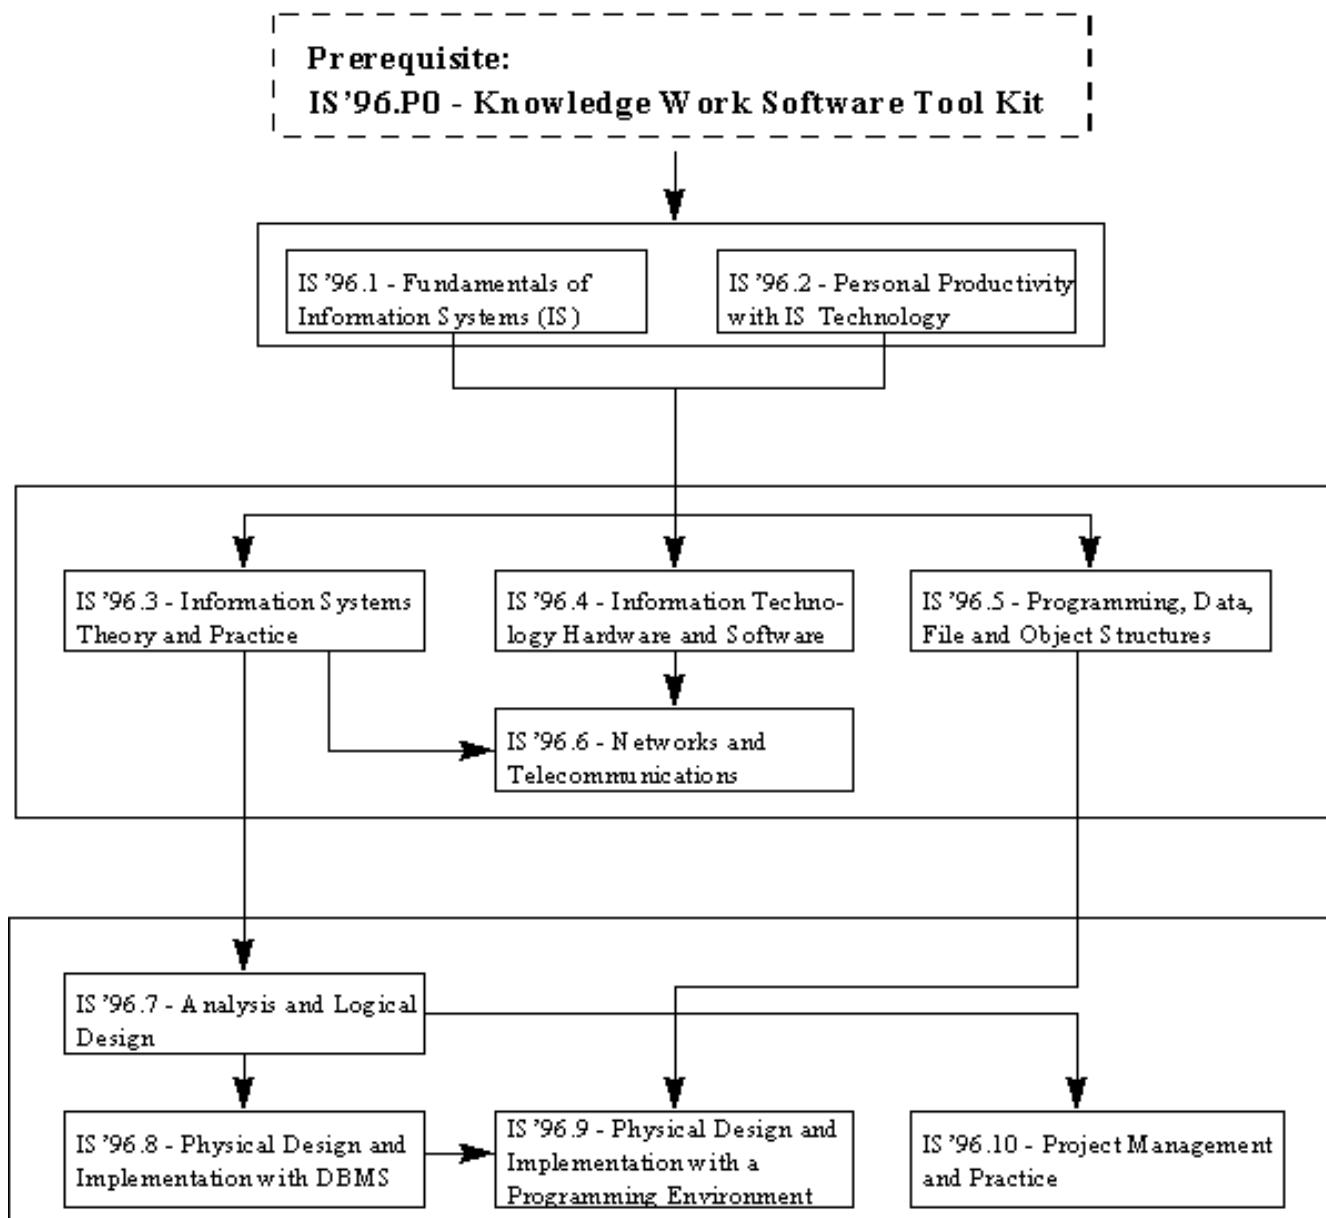 Prerequisite:
IS'96.P0 - Knowledge Work Software Tool Kit
IS'96.1 - Fundamentals of
Information Systems (IS)
IS'96.2 - Personal Productivity
with IS Technology
IS'96.3 - Information Systems
Theory and Practice
IS'96.4 - Information Techno-
logy Hardware and Software
IS'96.5 - Programming, Data,
File and Object Structures
IS'96.6 - Networks and
Telecommunications
IS'96.7 - Analysis and Logical
Design
IS'96.8 - Physical Design and
Implementation with DBMS
IS'96.9 - Physical Design and
Implementation with a
Programming Environment
IS'96.10 - Project Management
and Practice